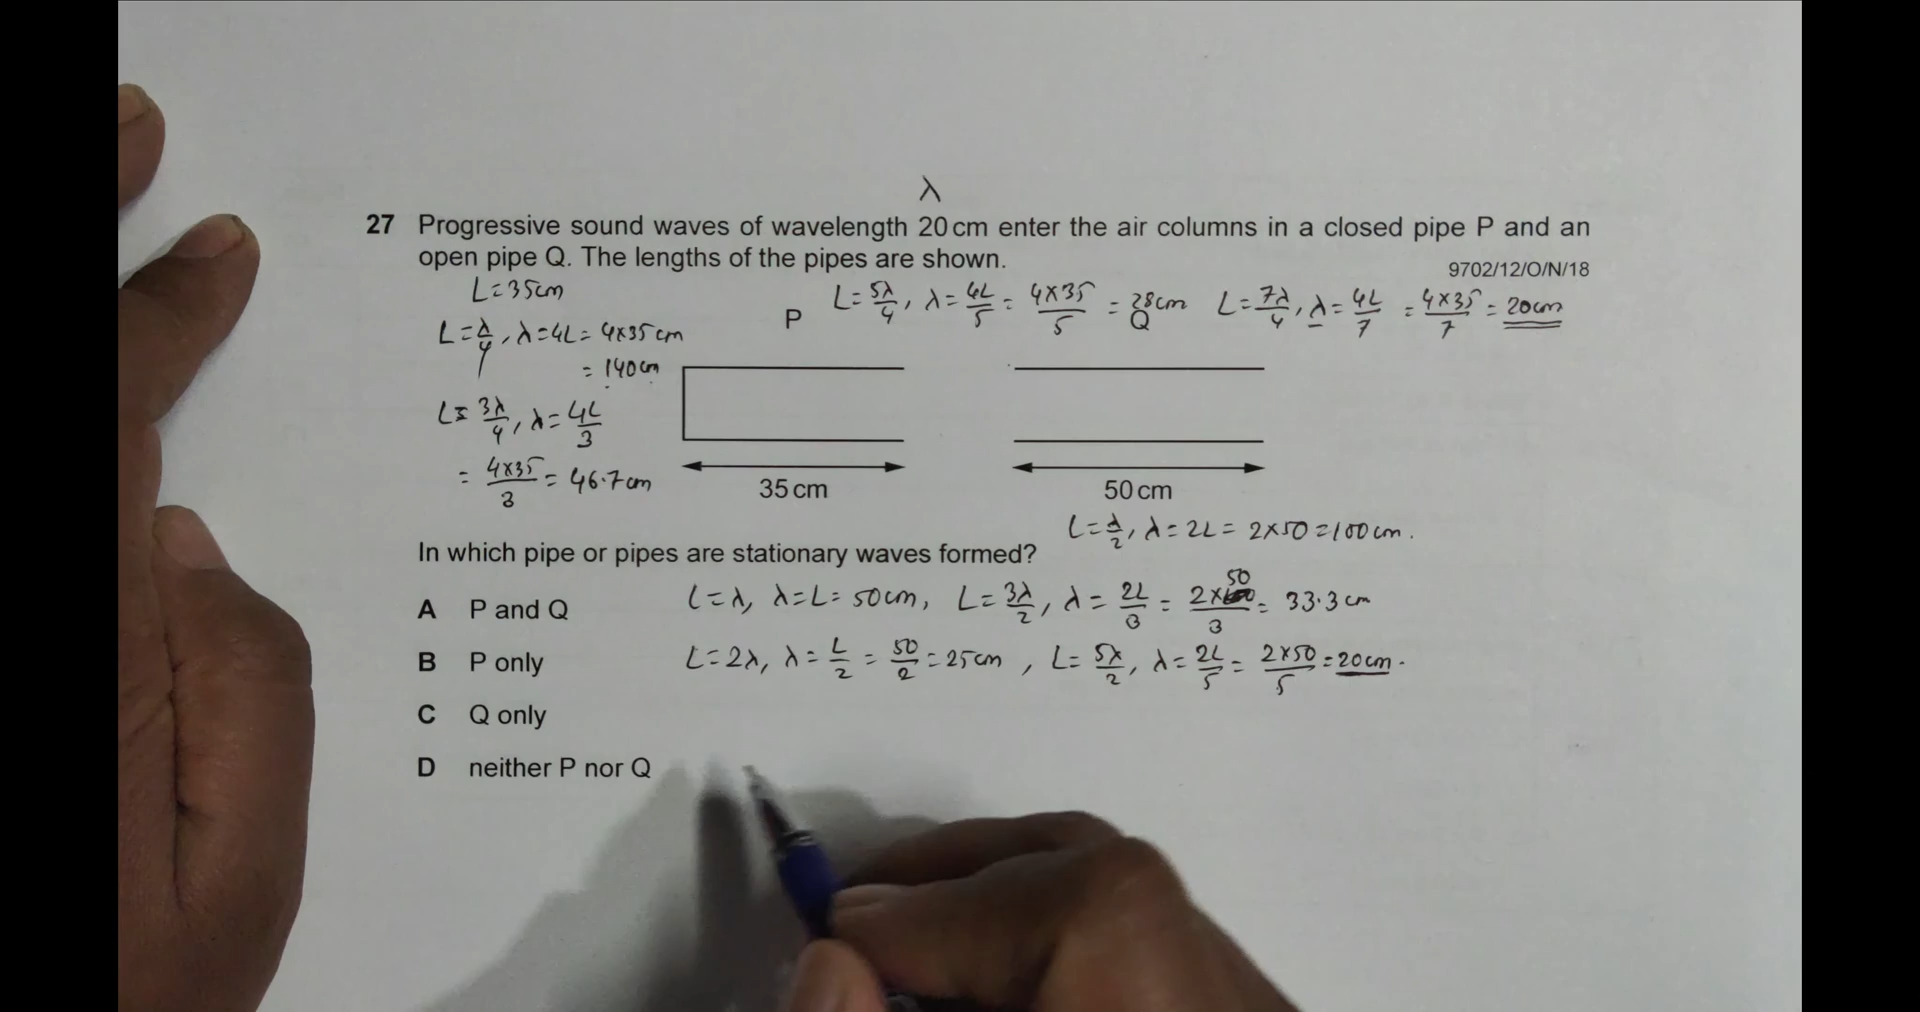 λ
27 Progressive sound waves of wavelength 20 cm enter the air columns in a closed pipe P and an
open pipe Q. The lengths of the pipes are shown.
9702/12/O/N/18
L=35cm
L=λ/4, λ=4L= 4×35 cm
= 140cm
L= 3λ/4, λ= 4L/3
= 4×35/3 = 46.7cm
P
L= 5λ/4, λ= 4L/5 = 4×35/5 = 28cm
Q
L= 7λ/4, λ= 4L/7 = 4×35/7 = 20cm
35 cm
50 cm
L=λ/2, λ= 2L= 2×50=100cm.
In which pipe or pipes are stationary waves formed?
A P and Q
L=λ, λ=L= 50cm, L= 3λ/2, λ= 2L/3 = 2×50/3 = 33.3cm
B P only
L=2λ, λ= L/2 = 50/2 =25cm, L= 5λ/2, λ= 2L/5 = 2×50/5 =20cm.
C Q only
D neither P nor Q